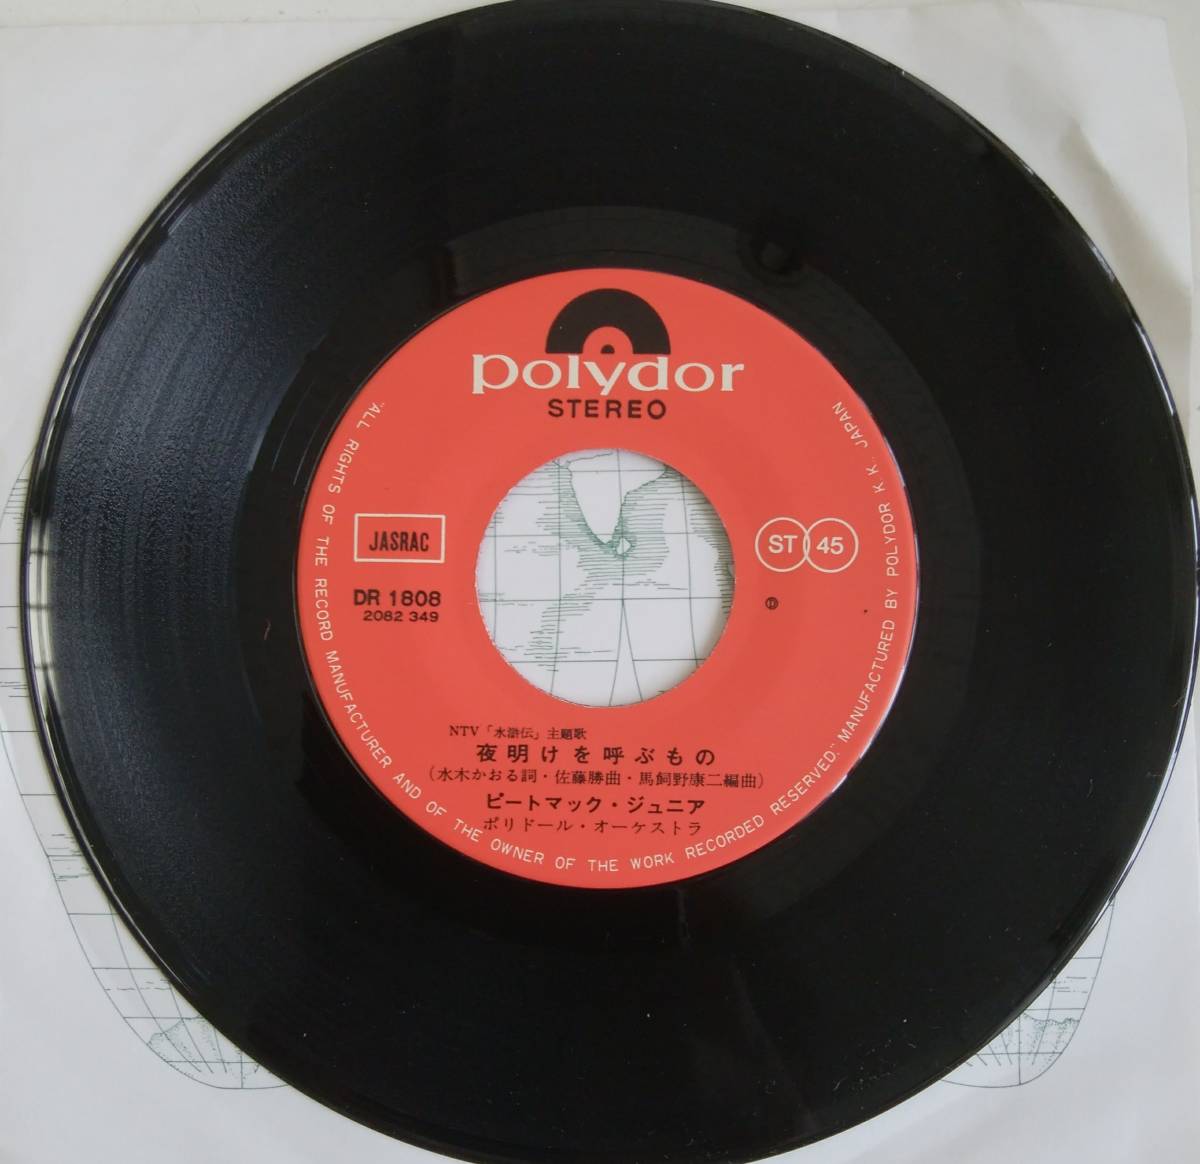 polydor
STEREO
JASRAC
DR 1808
2082 349
ST 45
Ⓓ
NTV「水滸伝」主題歌
夜明けを呼ぶもの
(水木かおる詞・佐藤勝曲・馬飼野康二編曲)
ピートマック・ジュニア
ポリドール・オーケストラ
"ALL RIGHTS OF THE RECORD MANUFACTURER AND OF THE OWNER OF THE WORK RECORDED RESERVED." MANUFACTURED BY POLYDOR K.K. JAPAN